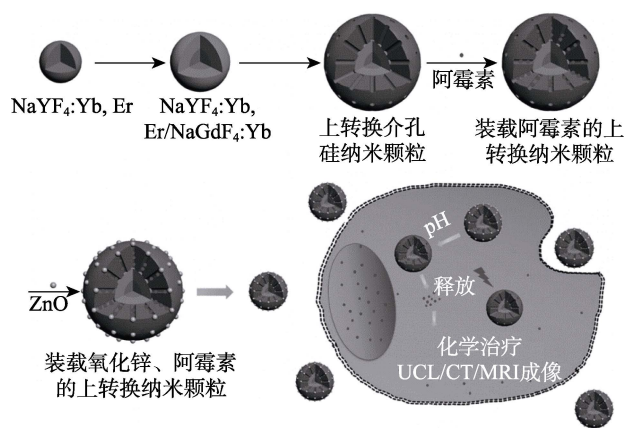 阿霉素
NaYF4:Yb, Er
NaYF4:Yb,
Er/NaGdF4:Yb
上转换介孔
硅纳米颗粒
装载阿霉素的上
转换纳米颗粒
ZnO
装载氧化锌、阿霉素
的上转换纳米颗粒
pH
释放
化学治疗
UCL/CT/MRI成像